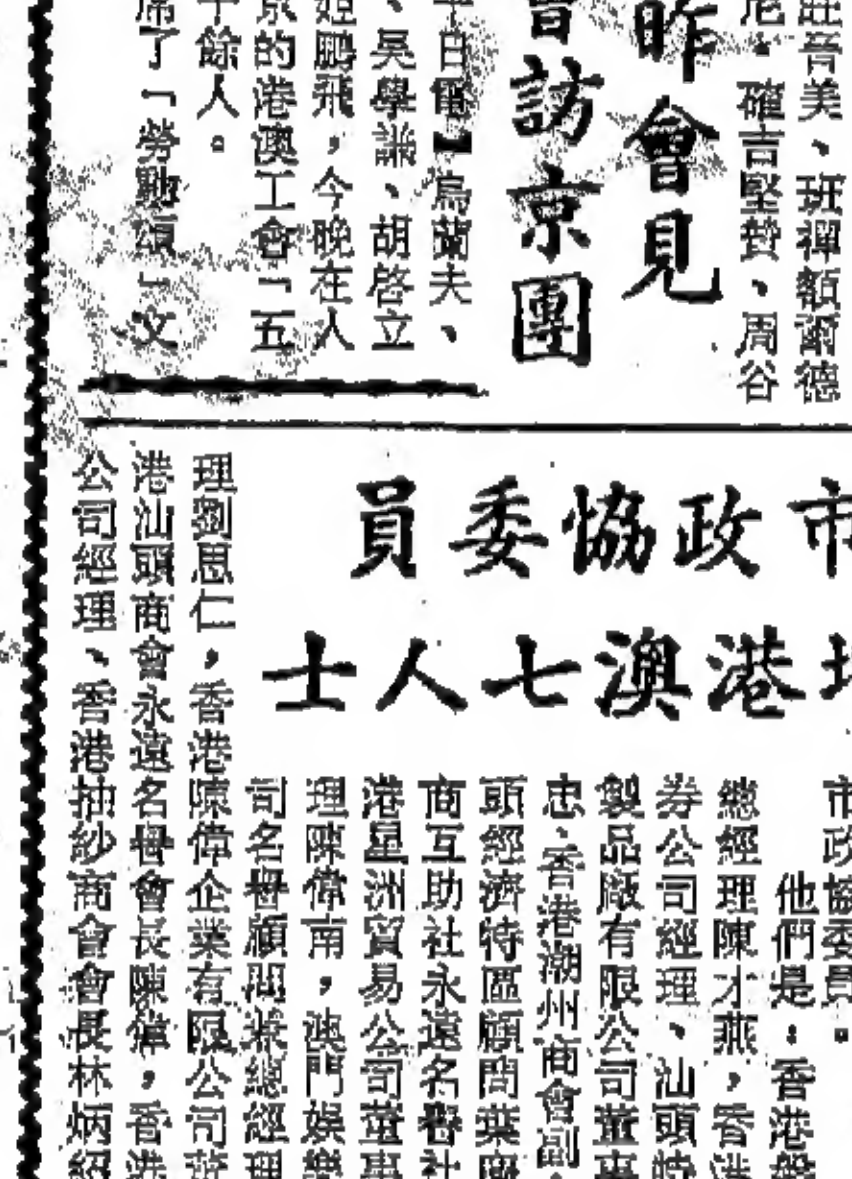 旺晉美、班禪額爾德
尼·確吉堅贊、周谷
昨會見
訪京團
日電】烏蘭夫、
、吳學謙、胡啓立
姬鵬飛，今晚在人
京的港澳工會「五
十餘人。
席了「勞動頌」文
市政協委員
港澳七人士
市政協委員。
他們是：香港
總經理陳才燕，香港
券公司經理、汕頭特
製品廠有限公司董事
忠、香港潮州商會副
頭經濟特區顧問葉
商互助社永遠名譽社
港星洲貿易公司董事
理陳偉南，澳門娛樂
司名譽顧問兼總經理
理劉思仁，香港陳偉企業有限公司董
港汕頭商會永遠名譽會長陳偉，香港
公司經理、香港抽紗商會會長林炳